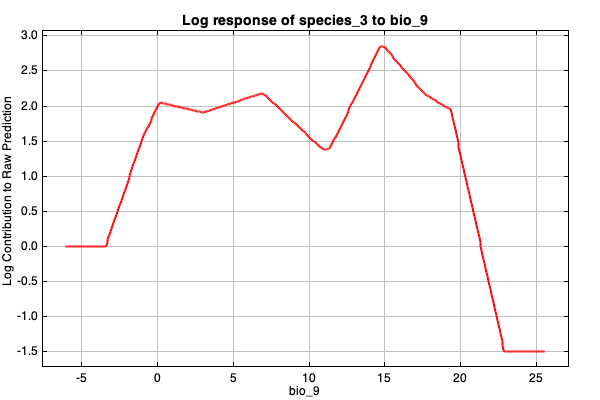 Log response of species_3 to bio_9
Log Contribution to Raw Prediction
3.0
2.5
2.0
1.5
1.0
0.5
0.0
-0.5
-1.0
-1.5
-5 0 5 10 15 20 25
bio_9